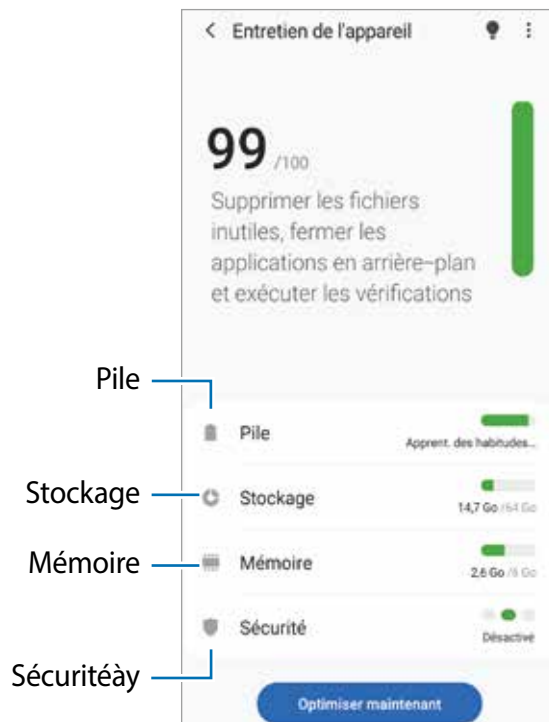 Entretien de l'appareil
99 /100
Supprimer les fichiers
inutiles, fermer les
applications en arrière-plan
et exécuter les vérifications
Pile
Pile
Apprent. des habitudes...
Stockage
Stockage
14,7 Go /64 Go
Mémoire
Mémoire
2,6 Go /6 Go
Sécurité
Désactivé
Sécuritéày
Optimiser maintenant